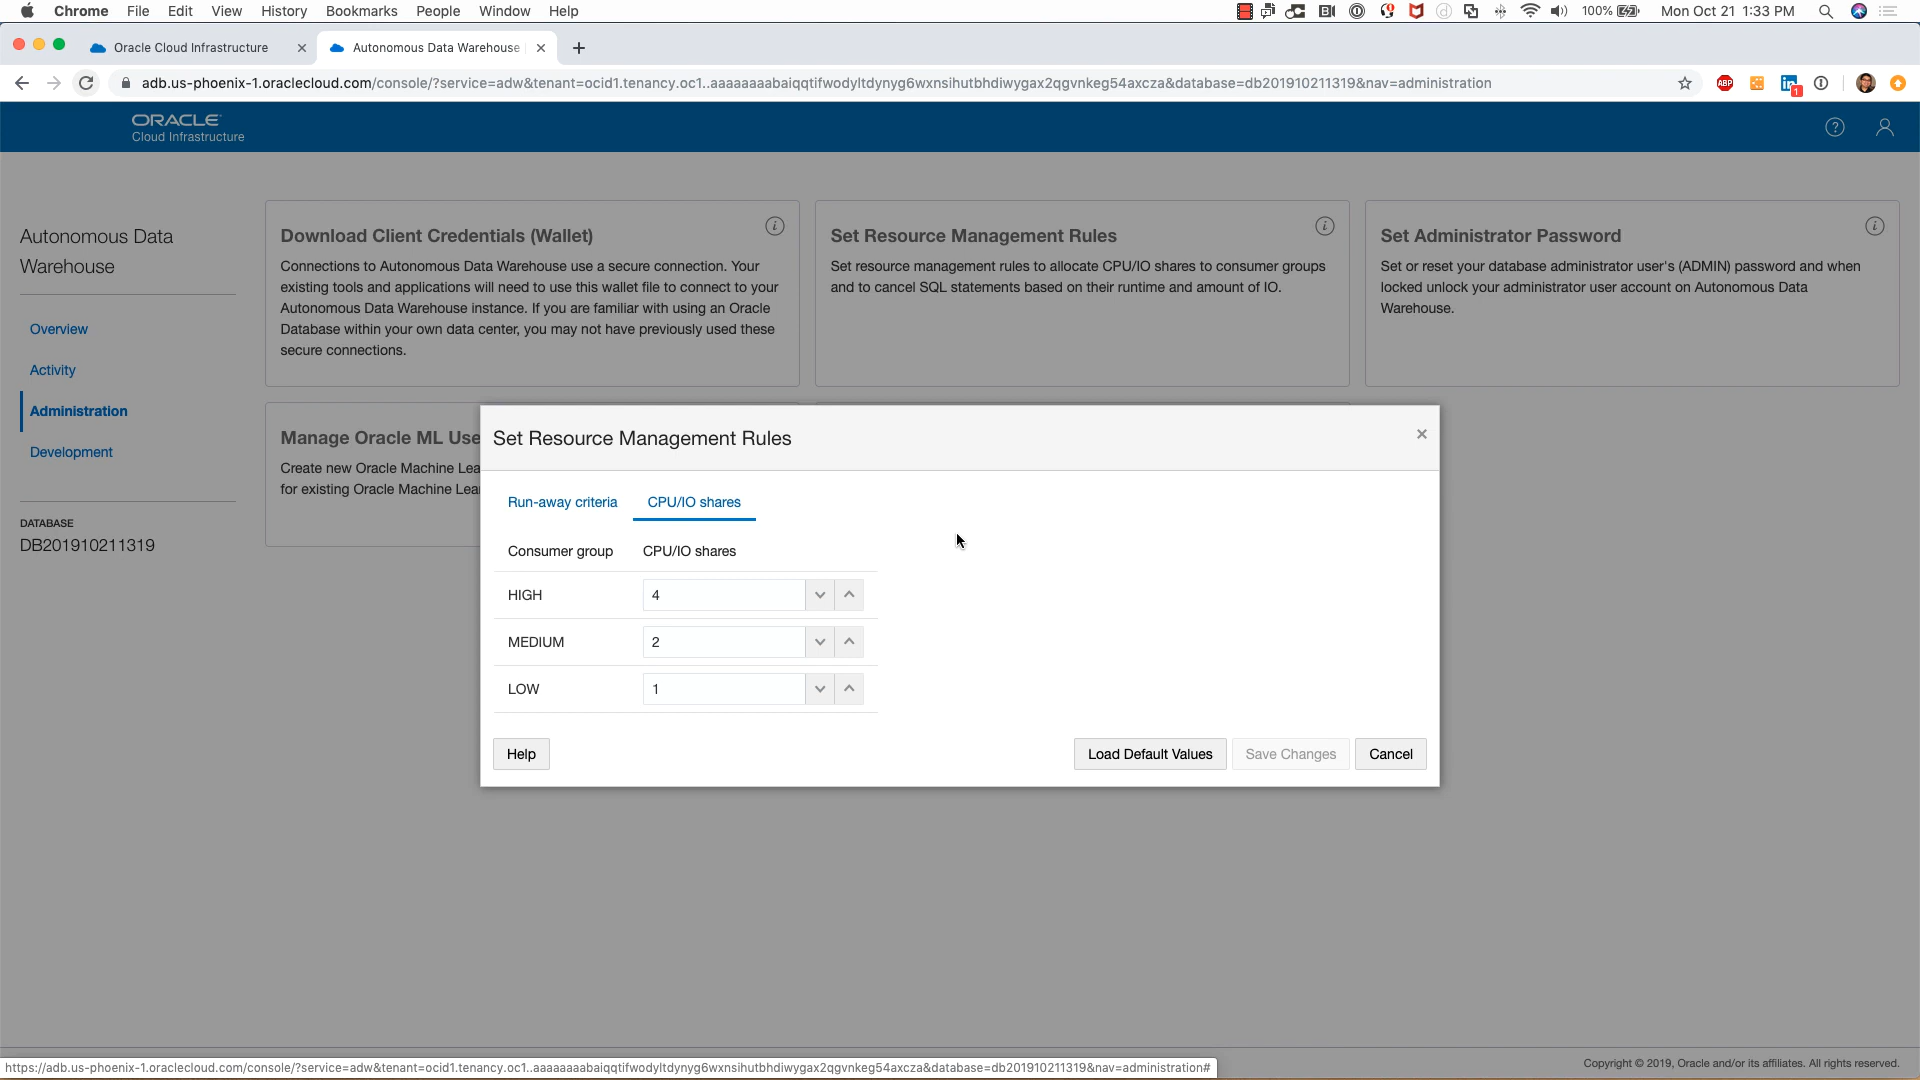 Chrome File Edit View History Bookmarks People Window Help 100% Mon Oct 21 1:33 PM
Oracle Cloud Infrastructure
Autonomous Data Warehouse
adb.us-phoenix-1.oraclecloud.com/console/?service=adw&tenant=ocid1.tenancy.oc1..aaaaaaaabaiqqtifwodyltdynyg6wxnsihutbhdiwygax2qgvnkeg54axcza&database=db201910211319&nav=administration
ORACLE
Cloud Infrastructure
Autonomous Data
Warehouse
Overview
Activity
Administration
Development
DATABASE
DB201910211319
Download Client Credentials (Wallet)
Connections to Autonomous Data Warehouse use a secure connection. Your
existing tools and applications will need to use this wallet file to connect to your
Autonomous Data Warehouse instance. If you are familiar with using an Oracle
Database within your own data center, you may not have previously used these
secure connections.
Set Resource Management Rules
Set resource management rules to allocate CPU/IO shares to consumer groups
and to cancel SQL statements based on their runtime and amount of IO.
Set Administrator Password
Set or reset your database administrator user's (ADMIN) password and when
locked unlock your administrator user account on Autonomous Data
Warehouse.
Manage Oracle ML Use
Create new Oracle Machine Lea
for existing Oracle Machine Lear
Set Resource Management Rules
Run-away criteria CPU/IO shares
Consumer group CPU/IO shares
HIGH 4
MEDIUM 2
LOW 1
Help Load Default Values Save Changes Cancel
https://adb.us-phoenix-1.oraclecloud.com/console/?service=adw&tenant=ocid1.tenancy.oc1..aaaaaaaabaiqqtifwodyltdynyg6wxnsihutbhdiwygax2qgvnkeg54axcza&database=db201910211319&nav=administration#
Copyright © 2019, Oracle and/or its affiliates. All rights reserved.